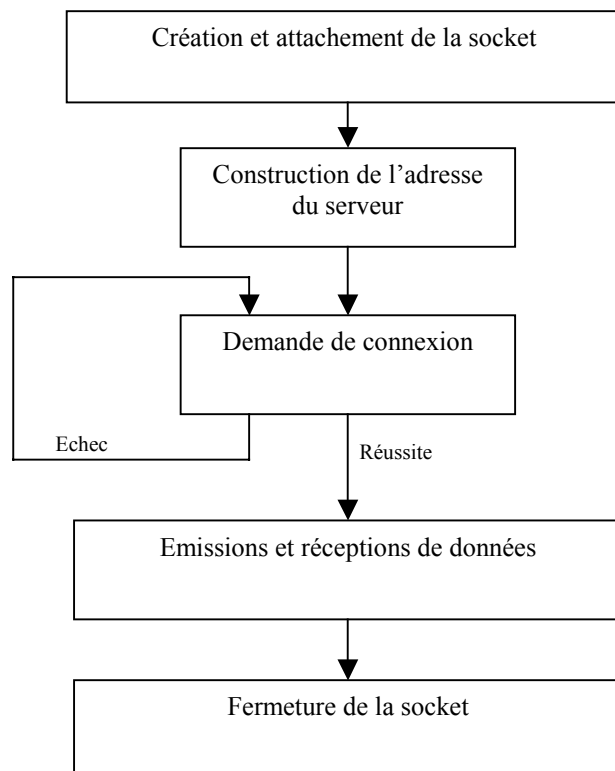 Création et attachement de la socket
Construction de l’adresse
du serveur
Demande de connexion
Echec
Réussite
Emissions et réceptions de données
Fermeture de la socket